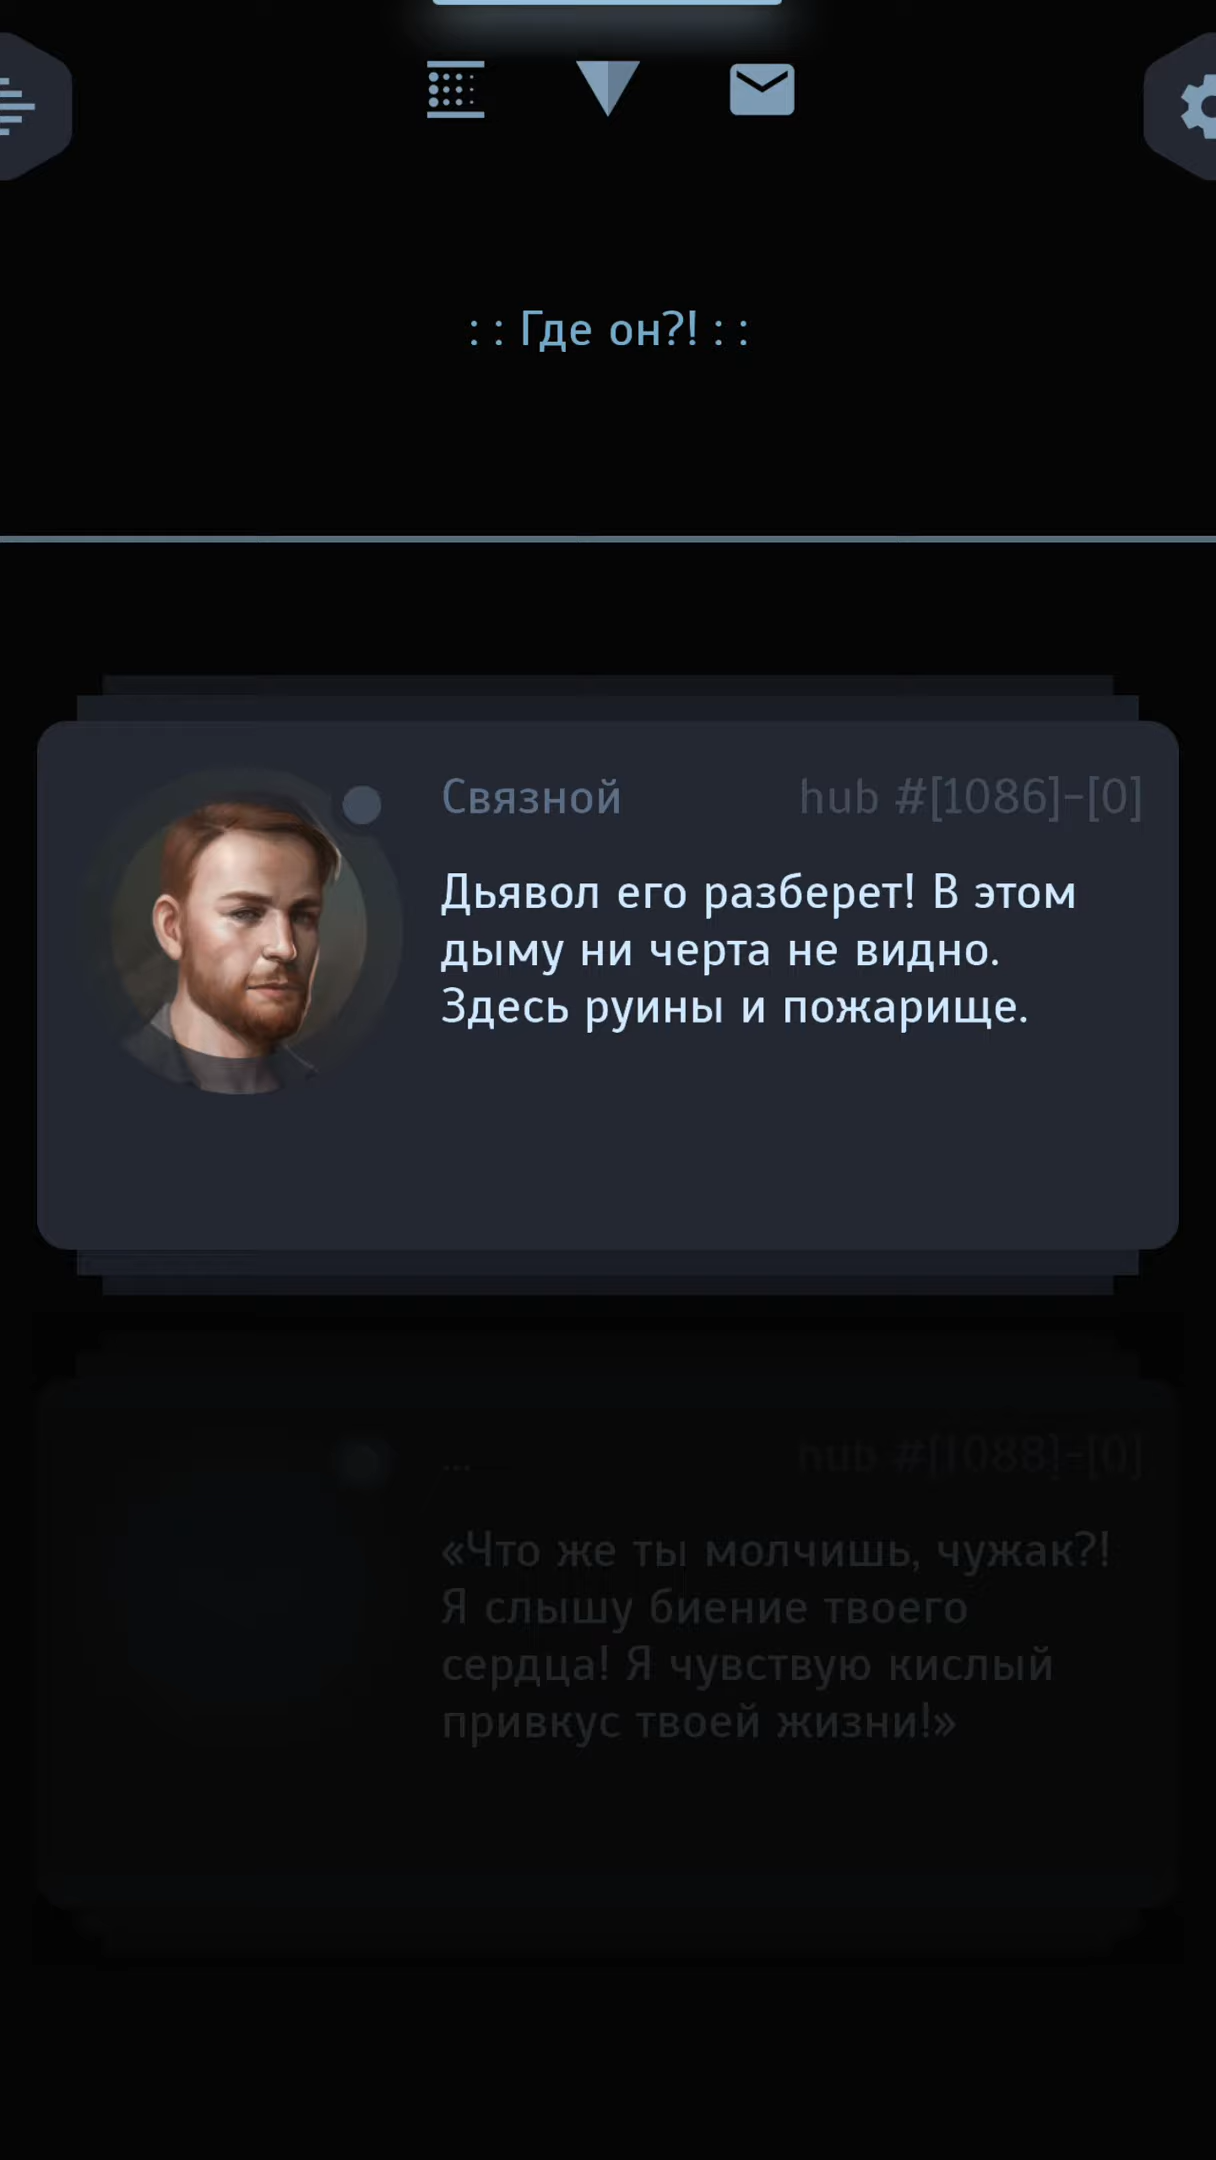 : : Где он?! : :
Связной
hub #[1086]-[0]
Дьявол его разберет! В этом
дыму ни черта не видно.
Здесь руины и пожарище.
...
hub #[1088]-[0]
«Что же ты молчишь, чужак?!
Я слышу биение твоего
сердца! Я чувствую кислый
привкус твоей жизни!»